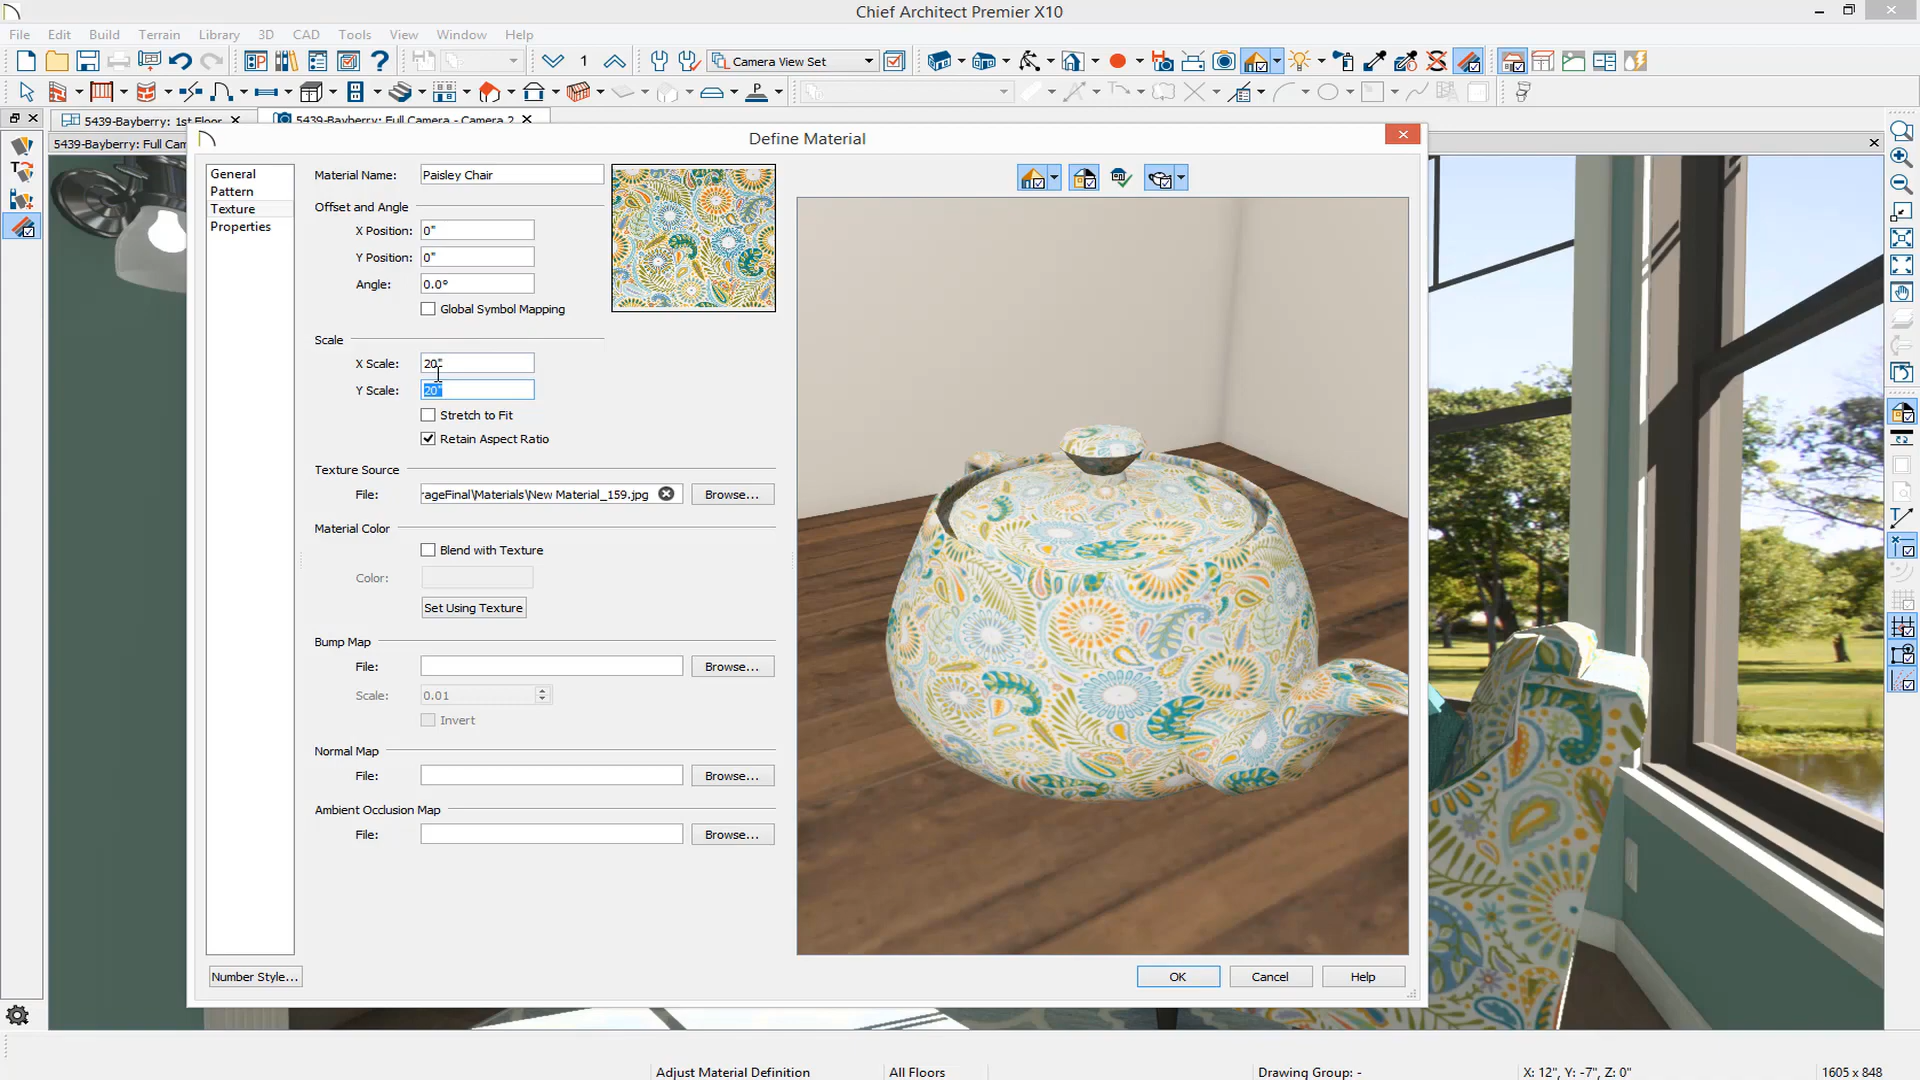 Chief Architect Premier X10
File Edit Build Terrain Library 3D CAD Tools View Window Help
1 Camera View Set
5439-Bayberry: 1st Floor 5439-Bayberry: Full Camera - Camera 2
5439-Bayberry: Full Cam
Define Material
General
Pattern
Texture
Properties
Material Name: Paisley Chair
Offset and Angle
X Position: 0"
Y Position: 0"
Angle: 0.0°
Global Symbol Mapping
Scale
X Scale: 20"
Y Scale: 20"
Stretch to Fit
Retain Aspect Ratio
Texture Source
File: rageFinal\Materials\New Material_159.jpg Browse...
Material Color
Blend with Texture
Color:
Set Using Texture
Bump Map
File: Browse...
Scale: 0.01
Invert
Normal Map
File: Browse...
Ambient Occlusion Map
File: Browse...
Number Style... OK Cancel Help
Adjust Material Definition All Floors Drawing Group: - X: 12", Y: -7", Z: 0" 1605 x 848